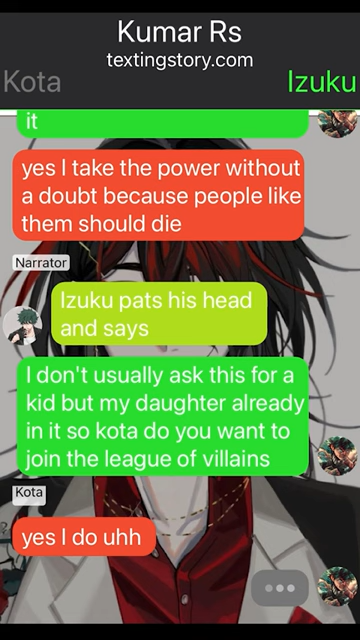 Kumar Rs
textingstory.com
Kota
Izuku
it
yes I take the power without
a doubt because people like
them should die
Narrator
Izuku pats his head
and says
I don't usually ask this for a
kid but my daughter already
in it so kota do you want to
join the league of villains
Kota
yes I do uhh